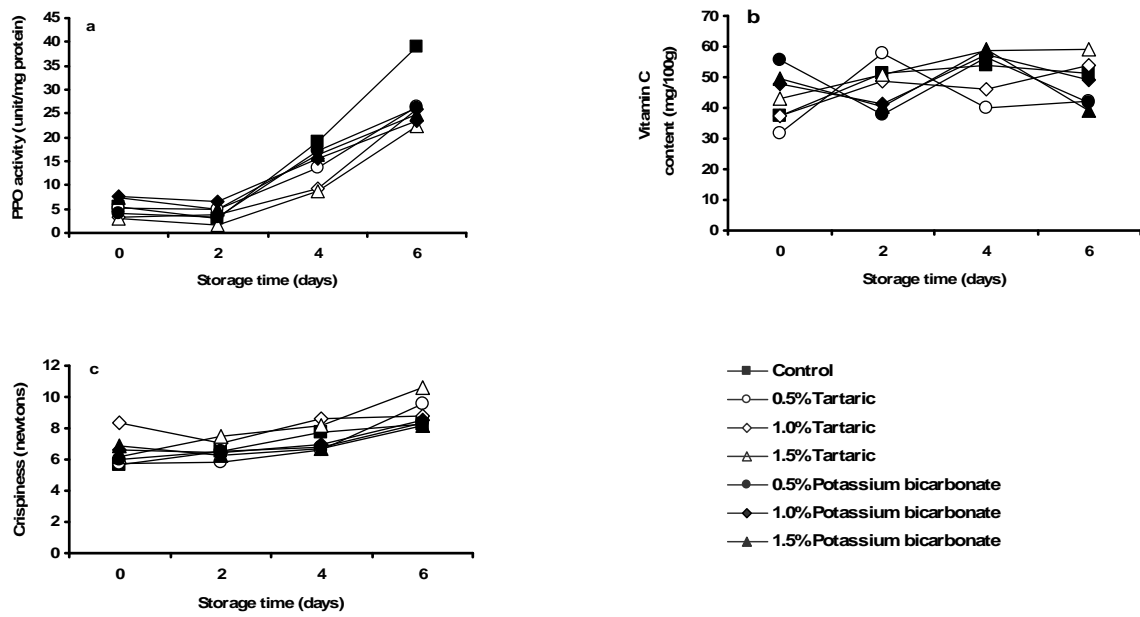 a
PPO activity (unit/mg protein)
45
40
35
30
25
20
15
10
5
0
0 2 4 6
Storage time (days)
b
Vitamin C
content (mg/100g)
70
60
50
40
30
20
10
0
0 2 4 6
Storage time (days)
c
Crispiness (newtons)
12
10
8
6
4
2
0
0 2 4 6
Storage time (days)
Control
0.5%Tartaric
1.0%Tartaric
1.5%Tartaric
0.5%Potassium bicarbonate
1.0%Potassium bicarbonate
1.5%Potassium bicarbonate